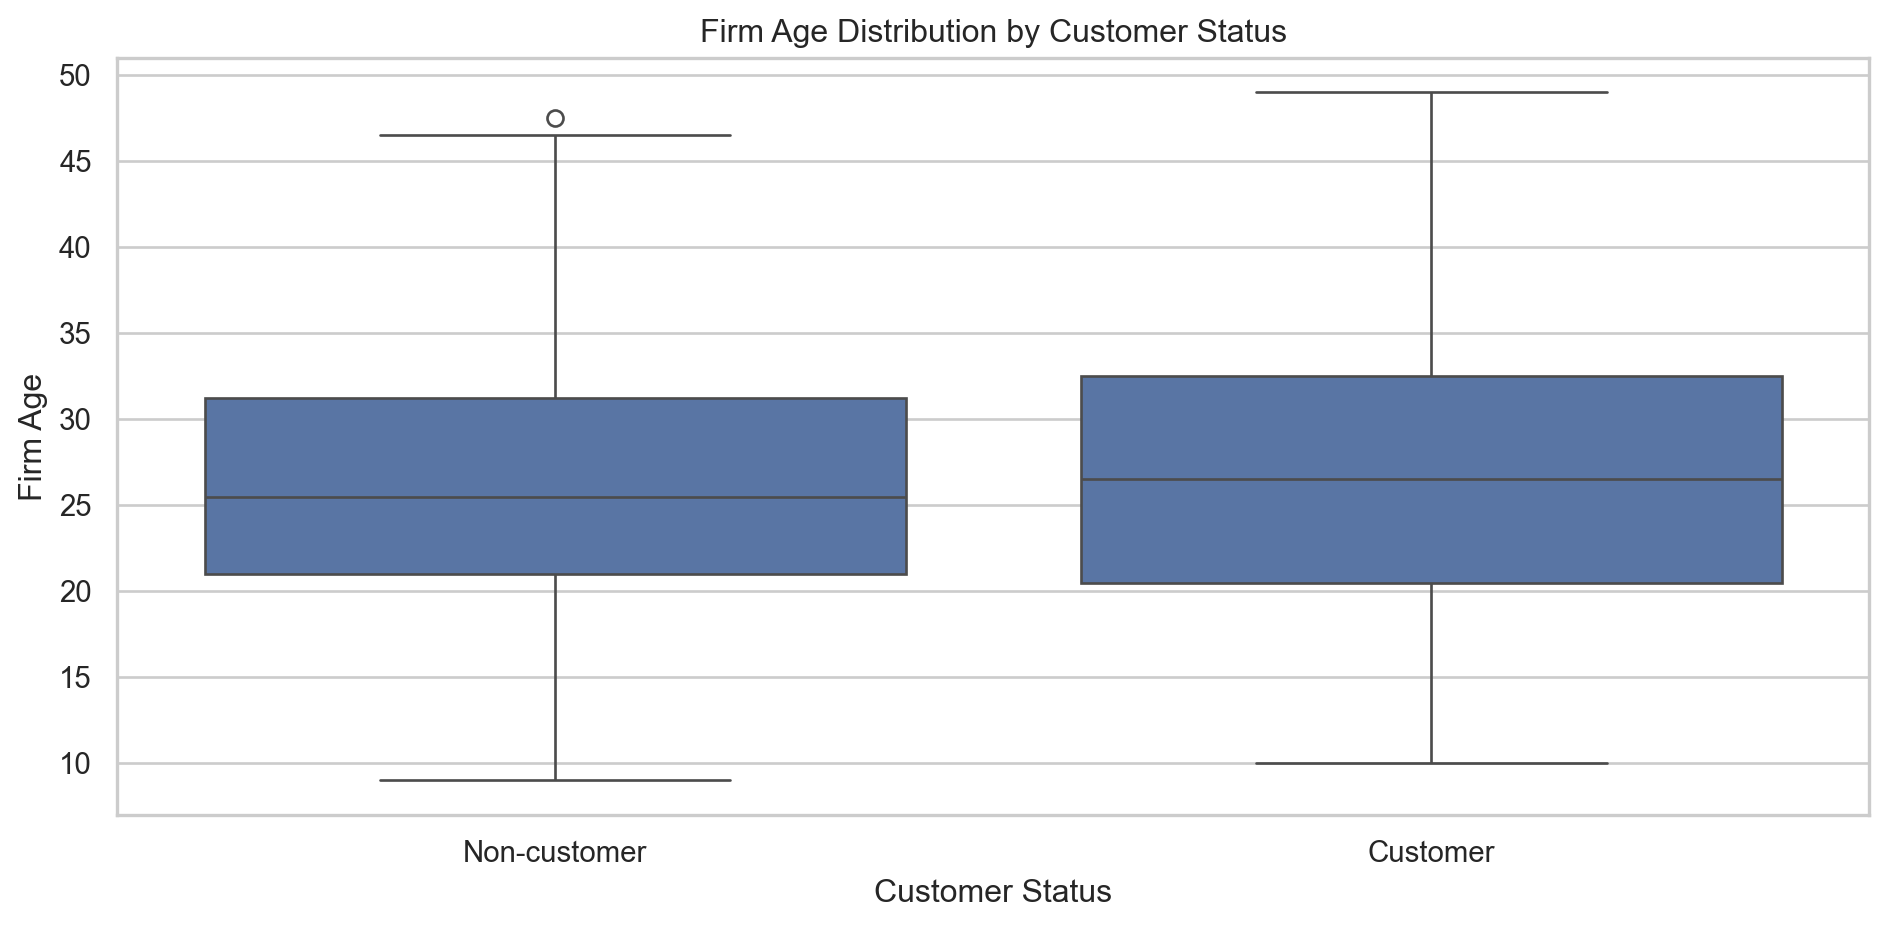 Firm Age Distribution by Customer Status
50
45
40
35
30
25
20
15
10
Firm Age
Non-customer
Customer
Customer Status